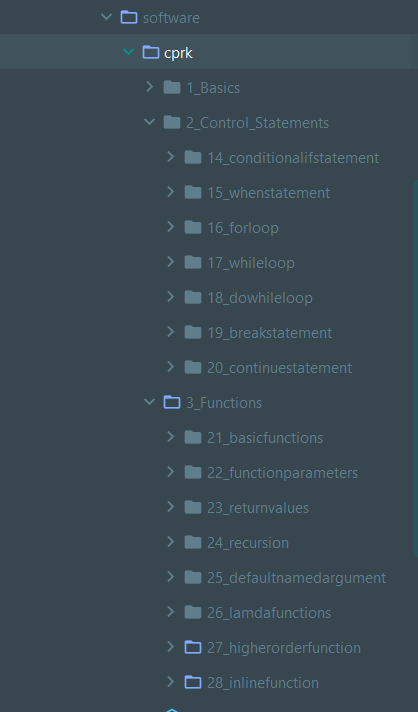 software
cprk
1_Basics
2_Control_Statements
14_conditionalifstatement
15_whenstatement
16_forloop
17_whileloop
18_dowhileloop
19_breakstatement
20_continuestatement
3_Functions
21_basicfunctions
22_functionparameters
23_returnvalues
24_recursion
25_defaultnamedargument
26_lamdafunctions
27_higherorderfunction
28_inlinefunction